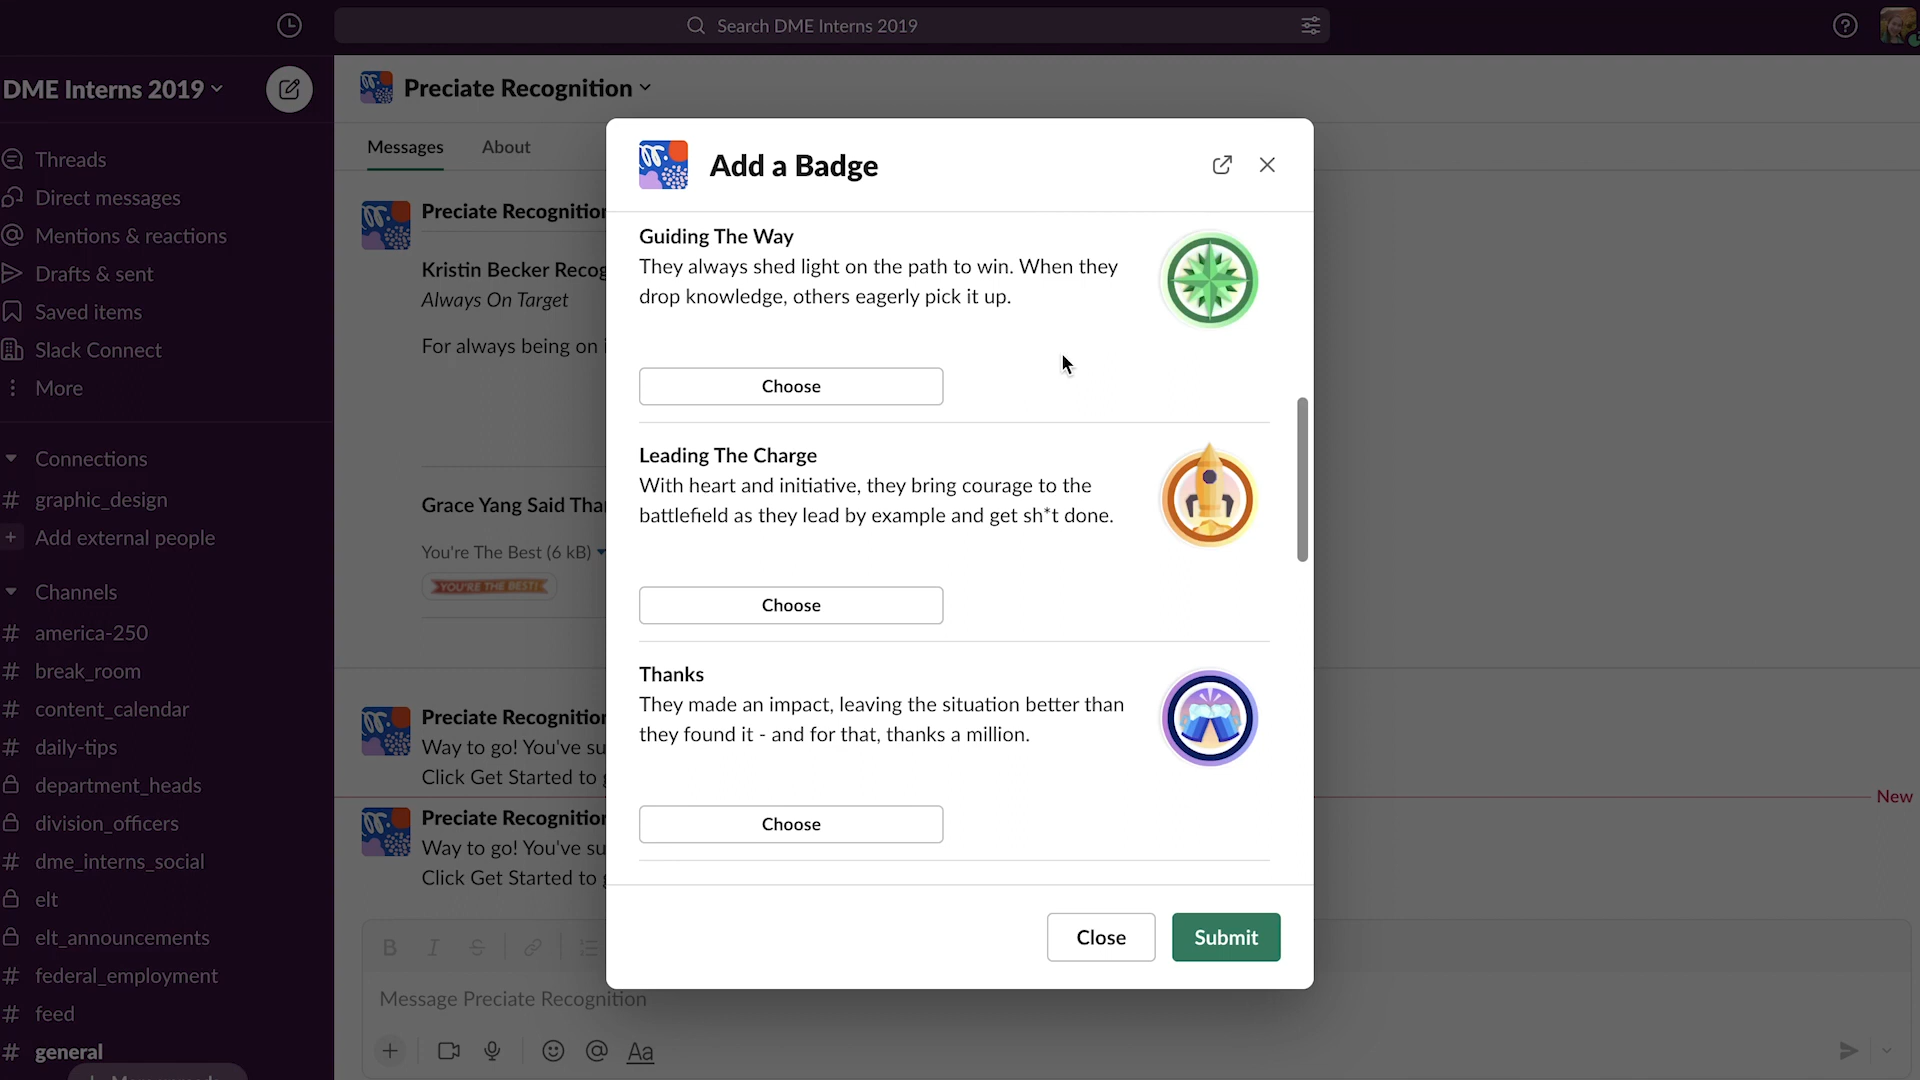 Search DME Interns 2019
DME Interns 2019
Threads
Direct messages
Mentions & reactions
Drafts & sent
Saved items
Slack Connect
More
Connections
graphic_design
Add external people
Channels
america-250
break_room
content_calendar
daily-tips
department_heads
division_officers
dme_interns_social
elt
elt_announcements
federal_employment
feed
general
Preciate Recognition
Messages
About
Preciate
Kristin Becker
Always On Target
For always being on
Grace Yang Said
You're The Best (6 kB)
YOU'RE THE BEST!
Preciate
Way to go! You've
Click Get Started to
New
Preciate
Way to go! You've
Click Get Started to
Message Preciate Recognition
Aa
Add a Badge
Guiding The Way
They always shed light on the path to win. When they
drop knowledge, others eagerly pick it up.
Choose
Leading The Charge
With heart and initiative, they bring courage to the
battlefield as they lead by example and get sh*t done.
Choose
Thanks
They made an impact, leaving the situation better than
they found it - and for that, thanks a million.
Choose
Close
Submit